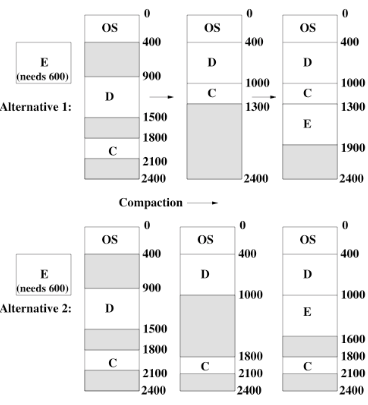 0 0 0
OS OS OS
400 400 400
E D D
(needs 600)
900
1000 1000
D C C
Alternative 1:
1300 1300
1500
E
1800
C 1900
2100
2400 2400 2400
Compaction
0 0 0
OS OS OS
400 400 400
E D D
(needs 600)
900
1000 1000
Alternative 2: D E
1500
1600
1800 1800 1800
C C C
2100 2100 2100
2400 2400 2400